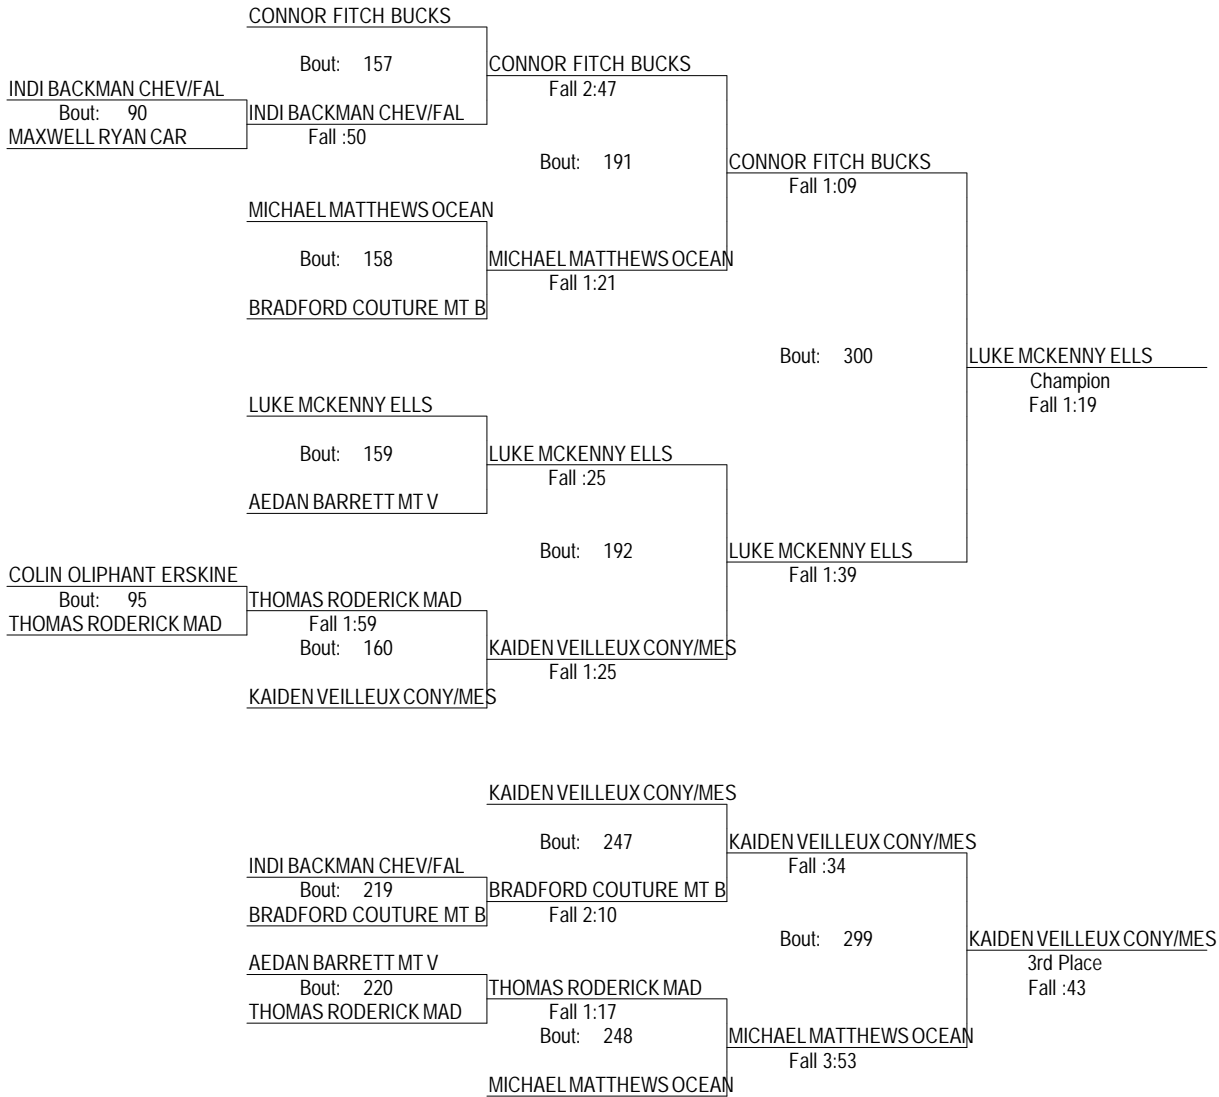 CONNOR FITCH BUCKS
Bout: 157
CONNOR FITCH BUCKS
INDI BACKMAN CHEV/FAL
Fall 2:47
Bout: 90
INDI BACKMAN CHEV/FAL
MAXWELL RYAN CAR
Fall :50
Bout: 191
CONNOR FITCH BUCKS
Fall 1:09
MICHAEL MATTHEWS OCEAN
Bout: 158
MICHAEL MATTHEWS OCEAN
Fall 1:21
BRADFORD COUTURE MT B
Bout: 300
LUKE MCKENNY ELLS
Champion
Fall 1:19
LUKE MCKENNY ELLS
Bout: 159
LUKE MCKENNY ELLS
Fall :25
AEDAN BARRETT MT V
Bout: 192
LUKE MCKENNY ELLS
Fall 1:39
COLIN OLIPHANT ERSKINE
Bout: 95
THOMAS RODERICK MAD
THOMAS RODERICK MAD
Fall 1:59
Bout: 160
KAIDEN VEILLEUX CONY/MES
Fall 1:25
KAIDEN VEILLEUX CONY/MES
KAIDEN VEILLEUX CONY/MES
Bout: 247
KAIDEN VEILLEUX CONY/MES
Fall :34
INDI BACKMAN CHEV/FAL
Bout: 219
BRADFORD COUTURE MT B
BRADFORD COUTURE MT B
Fall 2:10
Bout: 299
KAIDEN VEILLEUX CONY/MES
3rd Place
Fall :43
AEDAN BARRETT MT V
Bout: 220
THOMAS RODERICK MAD
THOMAS RODERICK MAD
Fall 1:17
Bout: 248
MICHAEL MATTHEWS OCEAN
Fall 3:53
MICHAEL MATTHEWS OCEAN